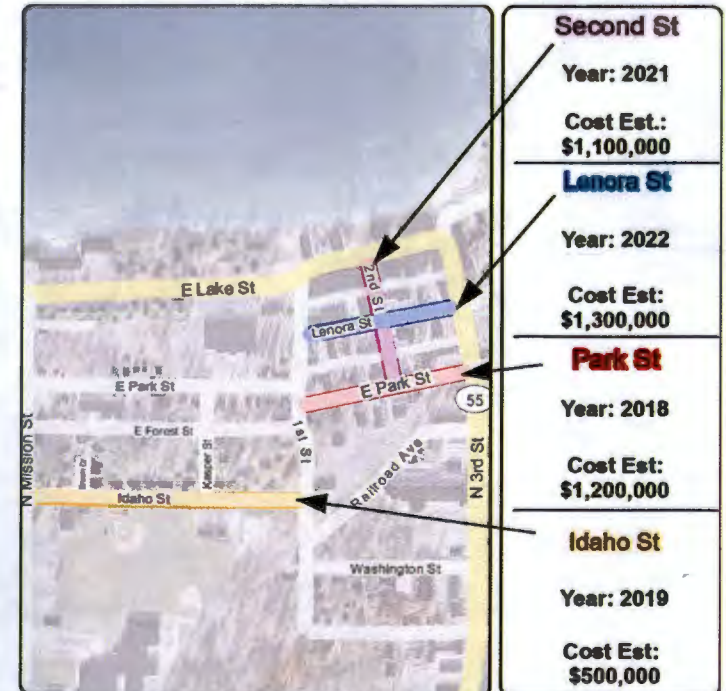 Second St
Year: 2021
Cost Est.:
$1,100,000
Lenora St
Year: 2022
Cost Est:
$1,300,000
Park St
Year: 2018
Cost Est:
$1,200,000
Idaho St
Year: 2019
Cost Est:
$500,000
E Lake St
2nd St
Lenora St
E Park St
E Park St
55
E Forest St
1st St
N Mission St
Kasper St
Railroad Ave
N 3rd St
Idaho St
Washington St